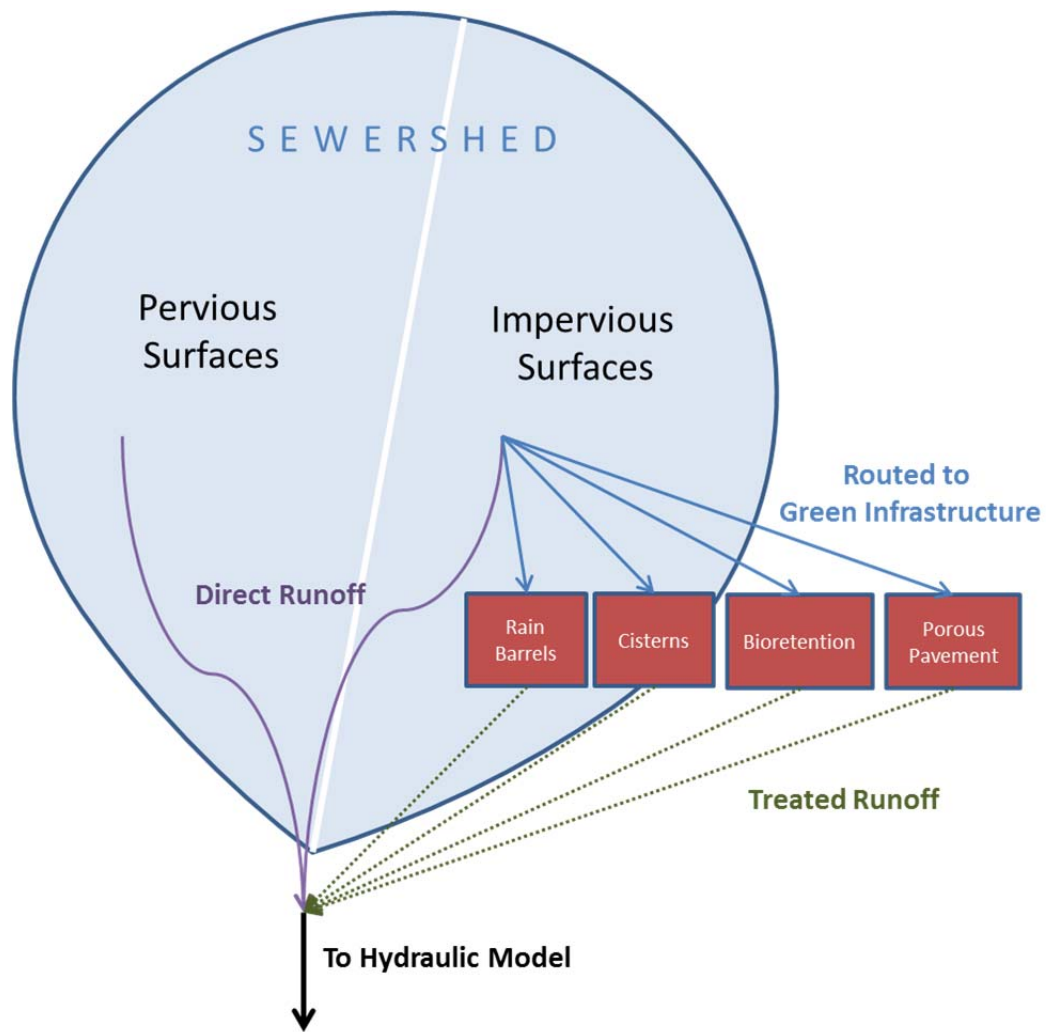 SEWERSHED
Pervious
Surfaces
Impervious
Surfaces
Routed to
Green Infrastructure
Direct Runoff
Rain
Barrels
Cisterns
Bioretention
Porous
Pavement
Treated Runoff
To Hydraulic Model